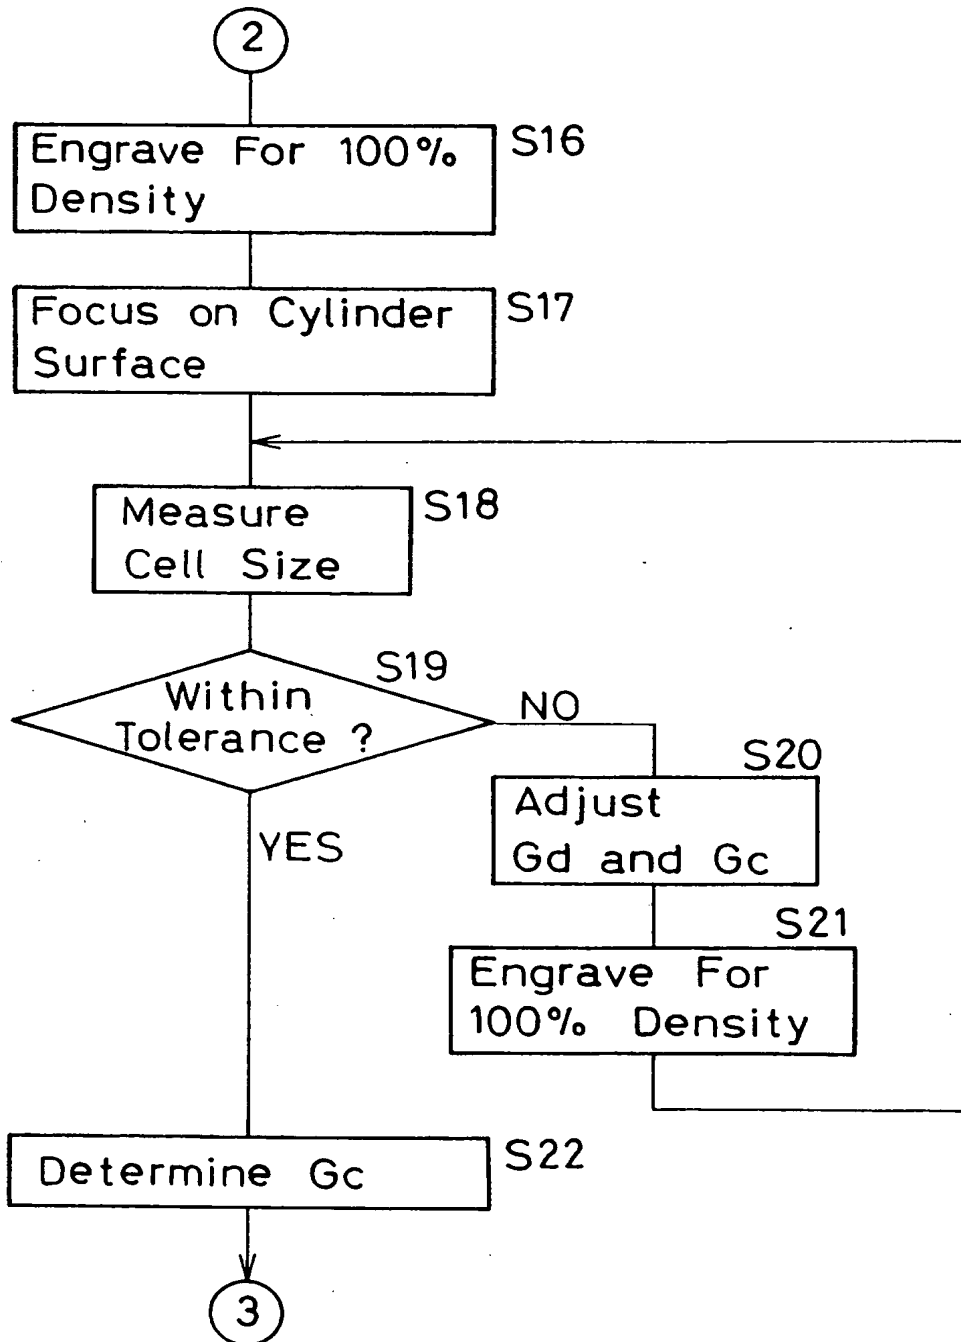 2
Engrave For 100%
Density
S16
Focus on Cylinder
Surface
S17
Measure
Cell Size
S18
Within
Tolerance ?
S19
NO
YES
S20
Adjust
Gd and Gc
S21
Engrave For
100% Density
Determine Gc
S22
3